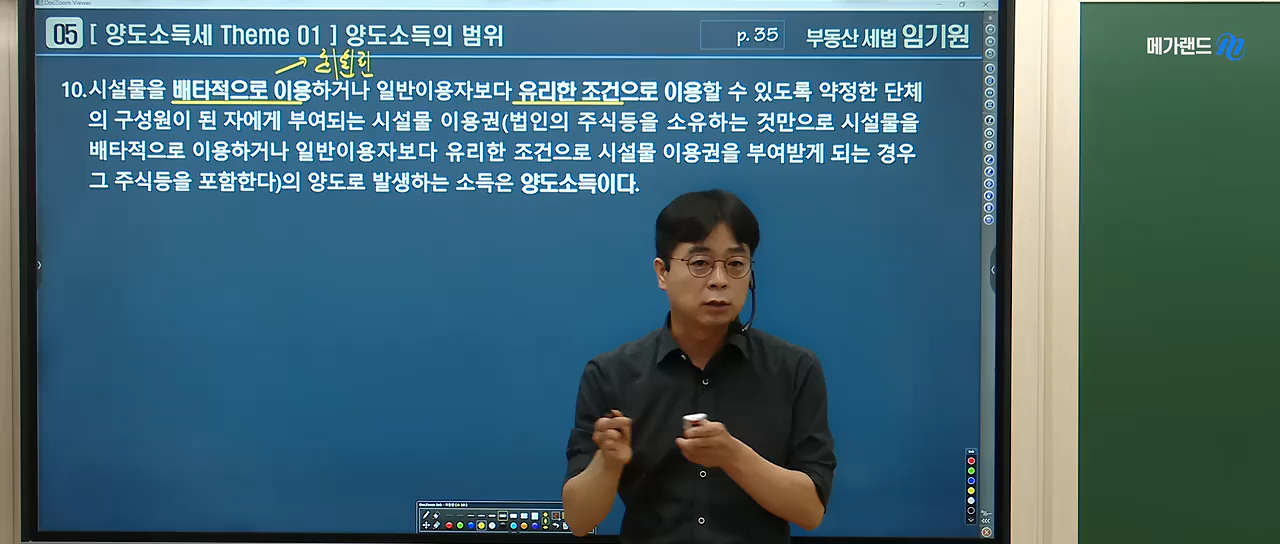 DocZoom Viewer
05 [ 양도소득세 Theme 01 ] 양도소득의 범위
p. 35
부동산 세법 임기원
메가랜드
10. 시설물을 배타적으로 이용하거나 일반이용자보다 유리한 조건으로 이용할 수 있도록 약정한 단체
의 구성원이 된 자에게 부여되는 시설물 이용권(법인의 주식등을 소유하는 것만으로 시설물을
배타적으로 이용하거나 일반이용자보다 유리한 조건으로 시설물 이용권을 부여받게 되는 경우
그 주식등을 포함한다)의 양도로 발생하는 소득은 양도소득이다.